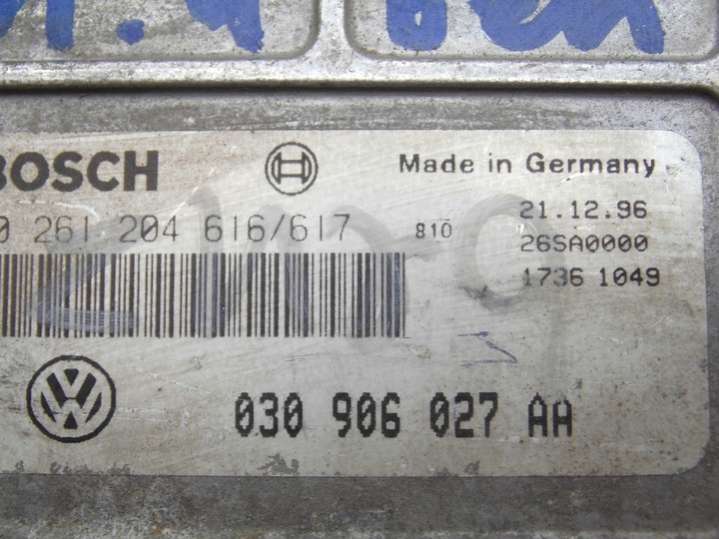 BOSCH
Made in Germany
0 261 204 616/617
810
21.12.96
26SA0000
1736 1049
030 906 027 AA